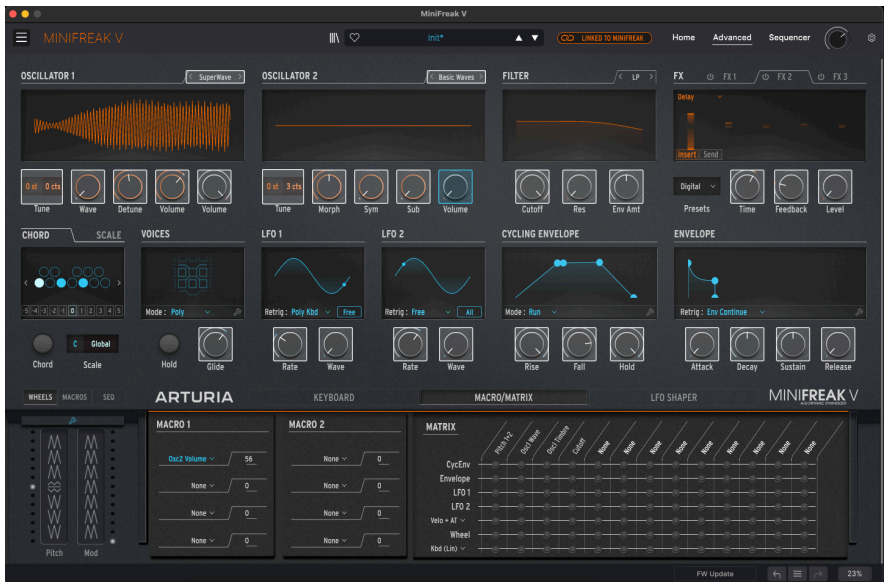 MiniFreak V
MINIFREAK V
Init*
LINKED TO MINIFREAK
Home
Advanced
Sequencer
OSCILLATOR 1
SuperWave
OSCILLATOR 2
Basic Waves
FILTER
LP
FX
FX 1
FX 2
FX 3
Delay
Insert
Send
0 st 0 cts
0 st 3 cts
Digital
Tune
Wave
Detune
Volume
Volume
Tune
Morph
Sym
Sub
Volume
Cutoff
Res
Env Amt
Presets
Time
Feedback
Level
CHORD
SCALE
VOICES
LFO 1
LFO 2
CYCLING ENVELOPE
ENVELOPE
-5 -4 -3 -2 -1 0 1 2 3 4 5
Mode : Poly
Retrig : Poly Kbd
Free
Retrig : Free
All
Mode : Run
Retrig : Env Continue
C Global
Chord
Scale
Hold
Glide
Rate
Wave
Rate
Wave
Rise
Fall
Hold
Attack
Decay
Sustain
Release
WHEELS
MACROS
SEQ
ARTURIA
KEYBOARD
MACRO/MATRIX
LFO SHAPER
MINIFREAK V
ALGORITHMIC SYNTHESIZER
MACRO 1
MACRO 2
MATRIX
Pitch 1+2
Osc1 Wave
Osc1 Timbre
Cutoff
None
None
None
None
None
None
None
None
None
Osc2 Volume
56
None
0
None
0
None
0
None
0
None
0
None
0
None
0
CycEnv
Envelope
LFO 1
LFO 2
Velo + AT
Wheel
Kbd (Lin)
Pitch
Mod
FW Update
23%